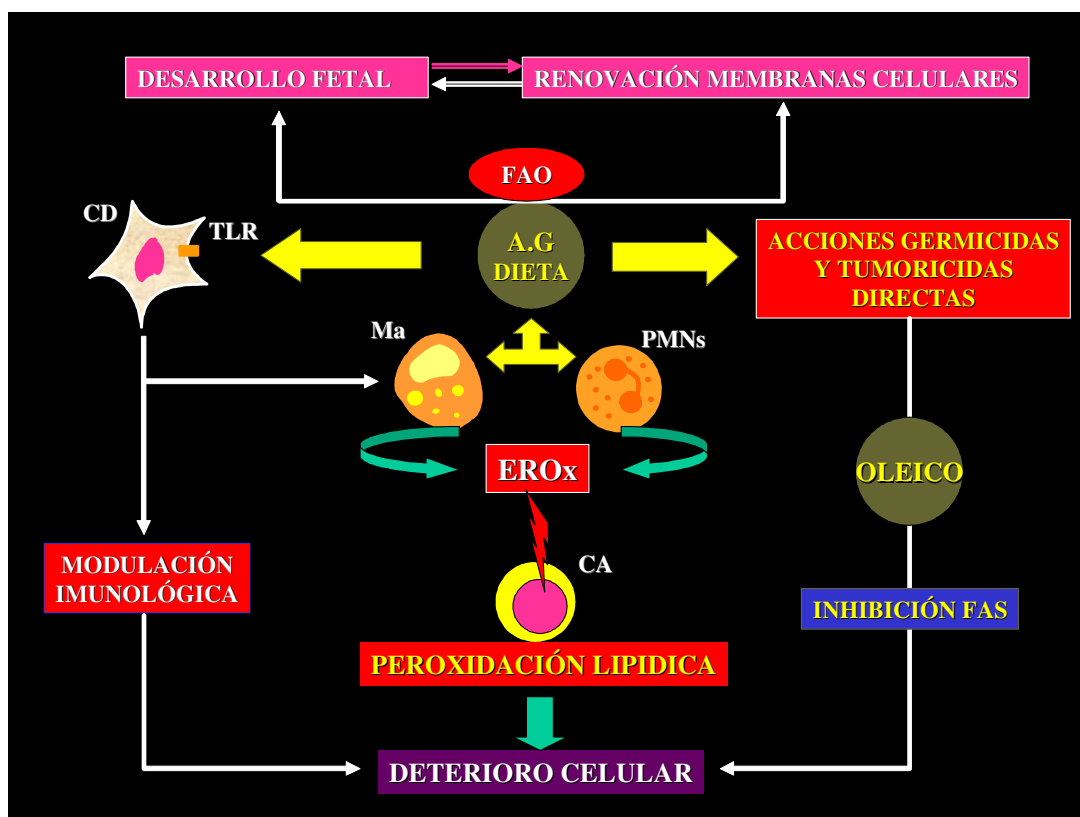 DESARROLLO FETAL
RENOVACIÓN MEMBRANAS CELULARES
FAO
CD
TLR
A.G
DIETA
ACCIONES GERMICIDAS
Y TUMORICIDAS
DIRECTAS
Ma
PMNs
EROx
OLEICO
CA
MODULACIÓN
IMUNOLÓGICA
INHIBICIÓN FAS
PEROXIDACIÓN LIPIDICA
DETERIORO CELULAR